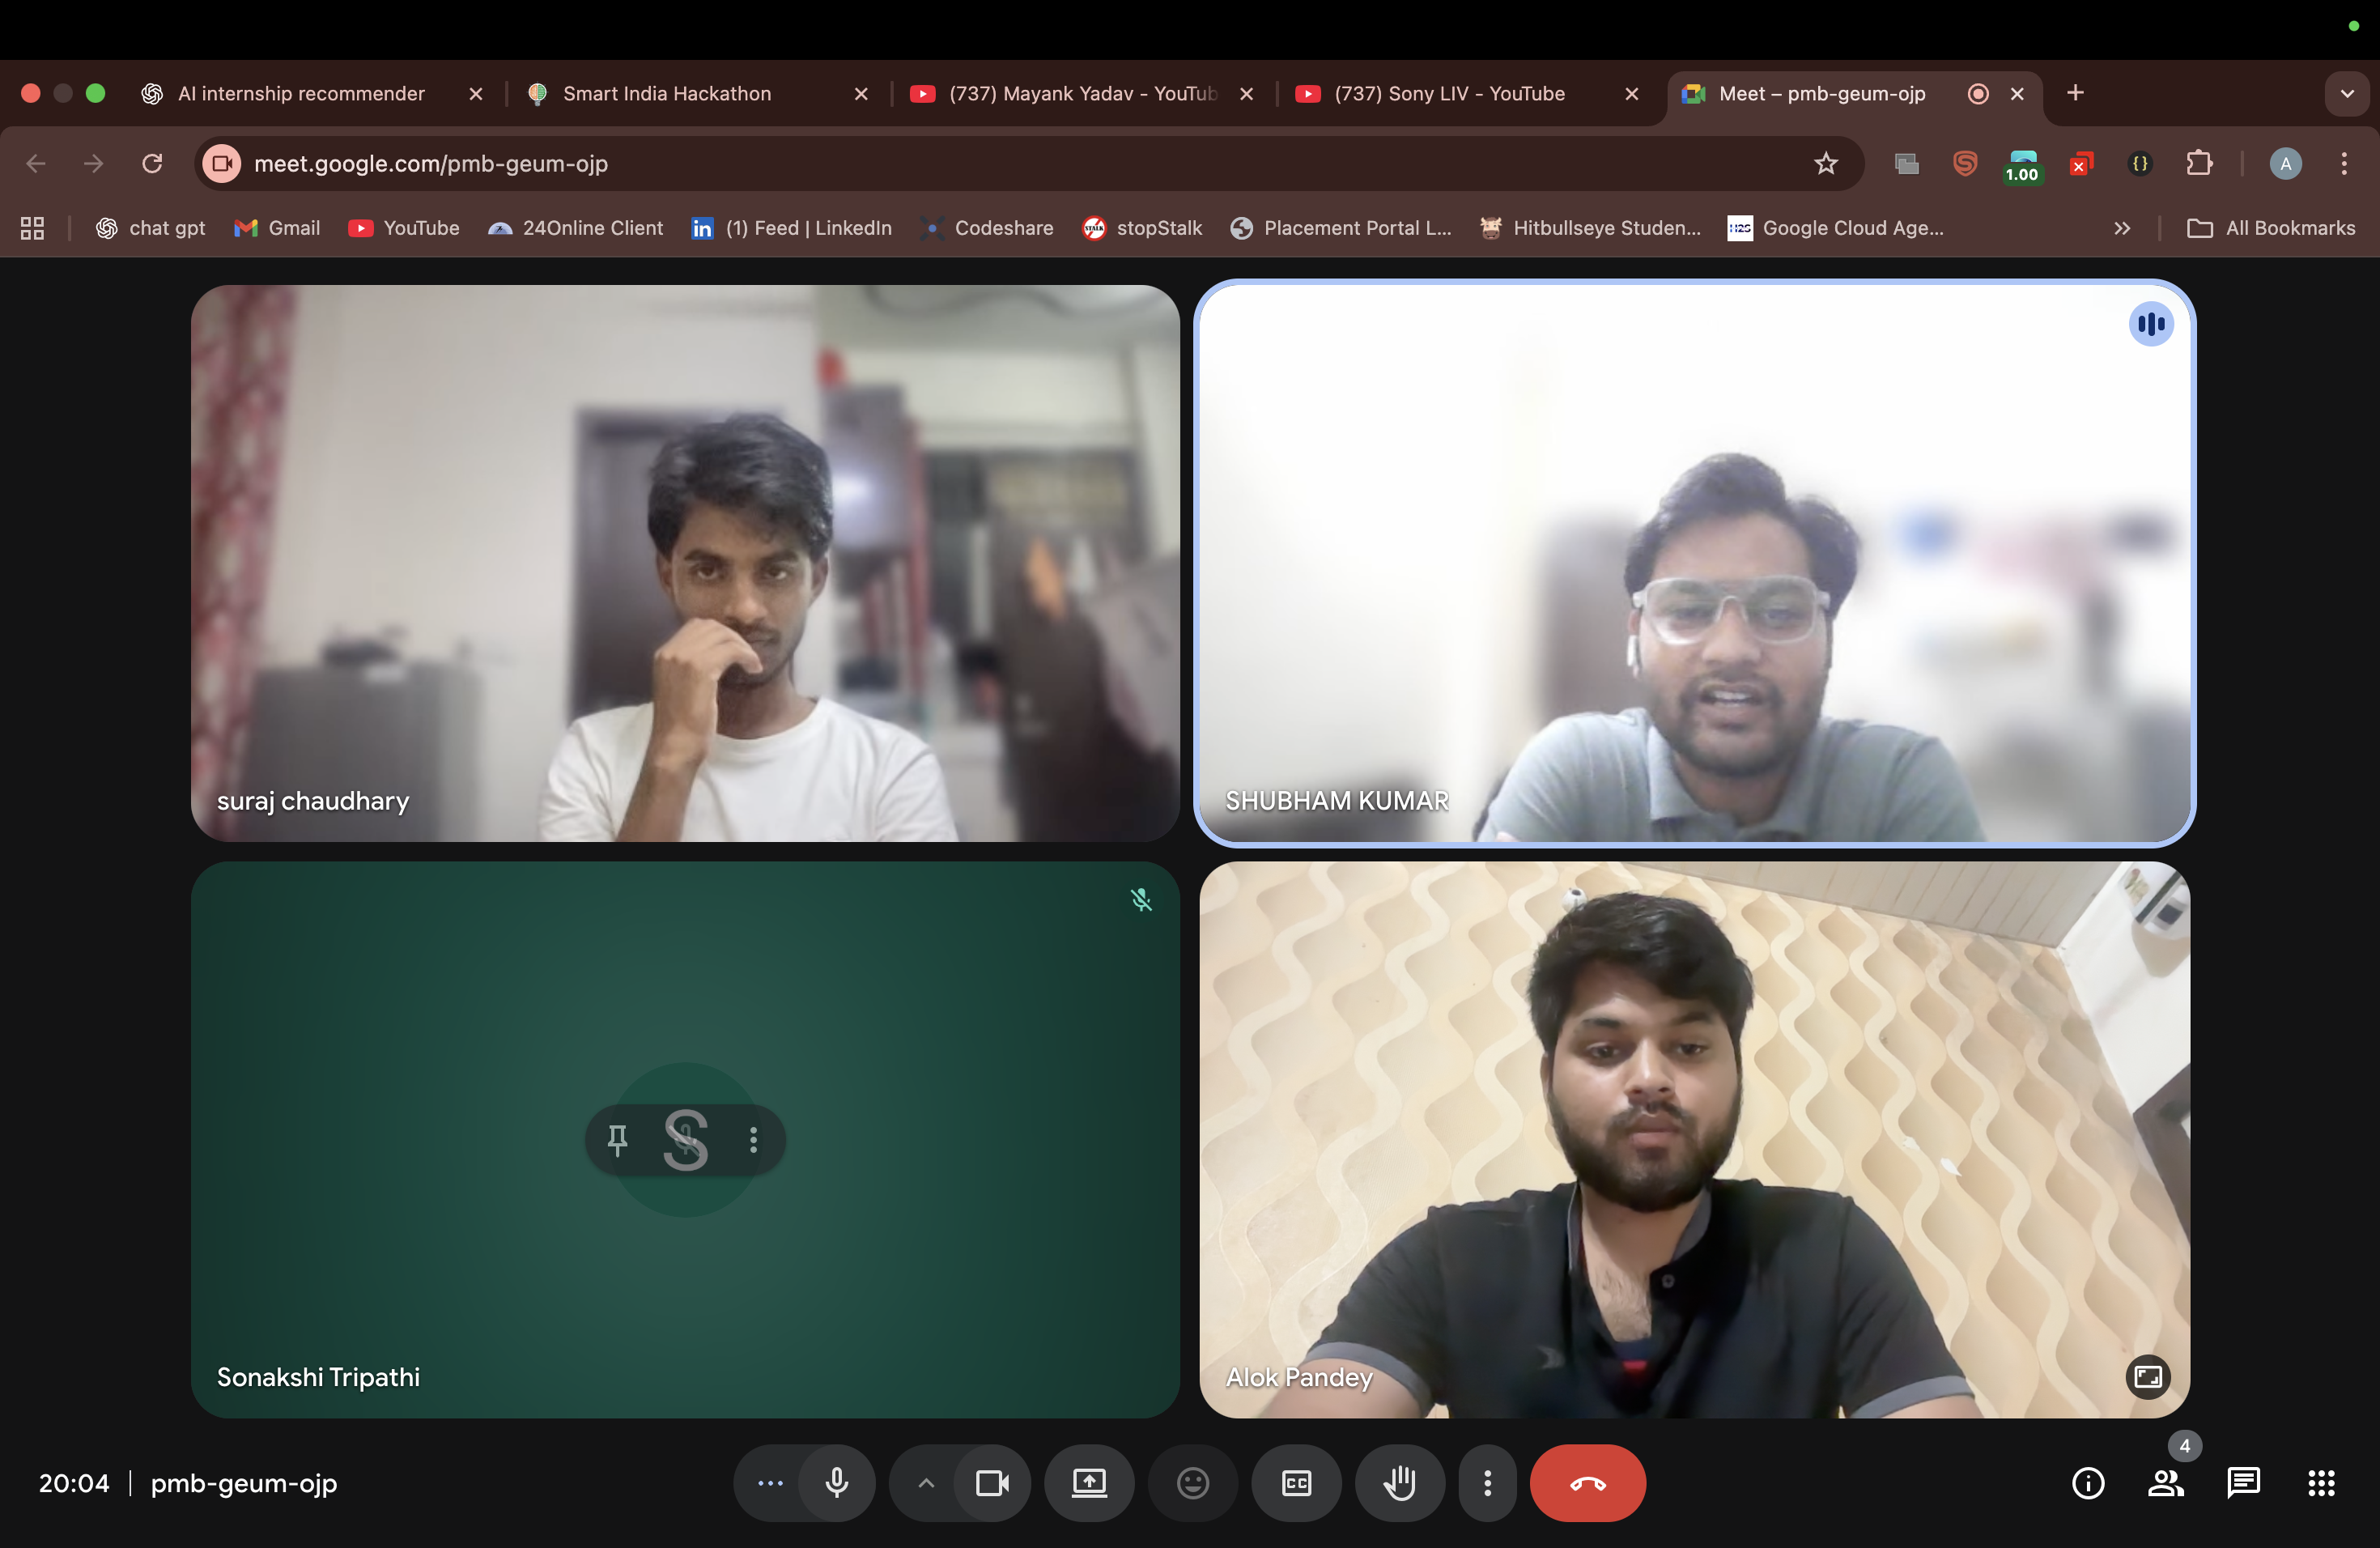 AI internship recommender
Smart India Hackathon
(737) Mayank Yadav - YouTub
(737) Sony LIV - YouTube
Meet – pmb-geum-ojp
meet.google.com/pmb-geum-ojp
1.00
A
chat gpt
Gmail
YouTube
24Online Client
(1) Feed | LinkedIn
Codeshare
stopStalk
Placement Portal L...
Hitbullseye Studen...
Google Cloud Age...
All Bookmarks
suraj chaudhary
SHUBHAM KUMAR
S
Sonakshi Tripathi
Alok Pandey
20:04
pmb-geum-ojp
CC
4